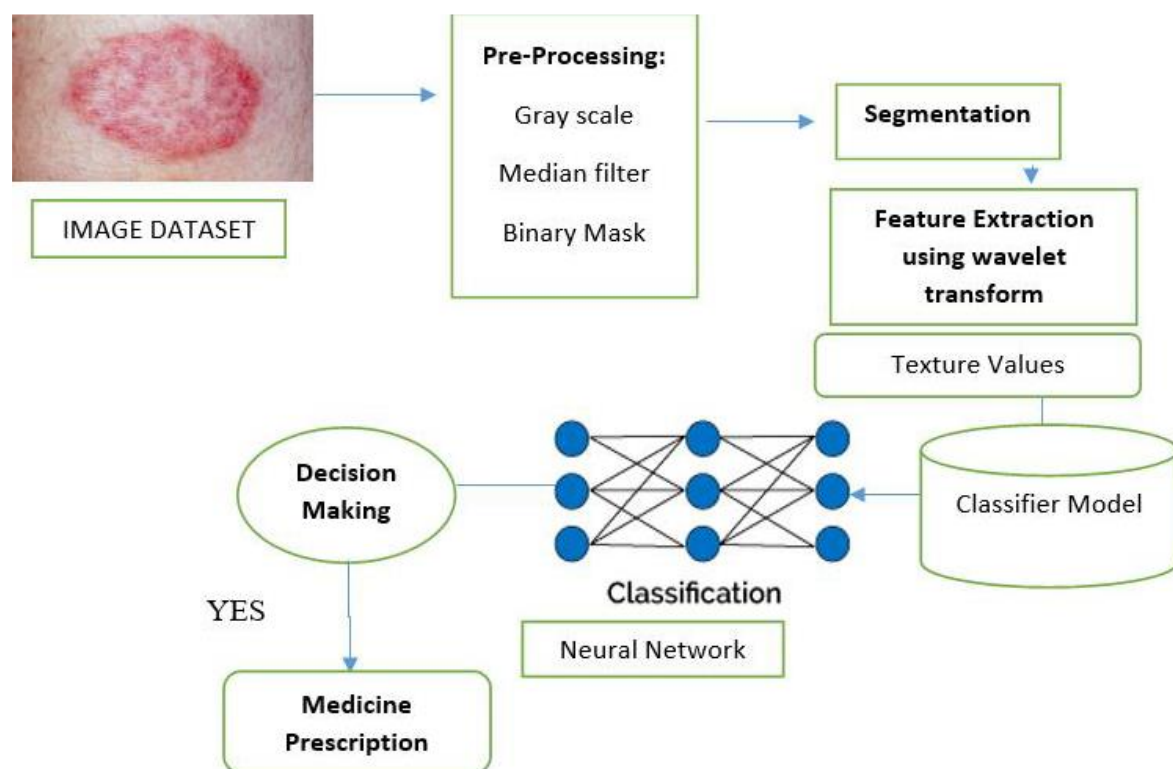 IMAGE DATASET
Pre-Processing:
Gray scale
Median filter
Binary Mask
Segmentation
Feature Extraction
using wavelet
transform
Texture Values
Classifier Model
Classification
Neural Network
Decision
Making
YES
Medicine
Prescription